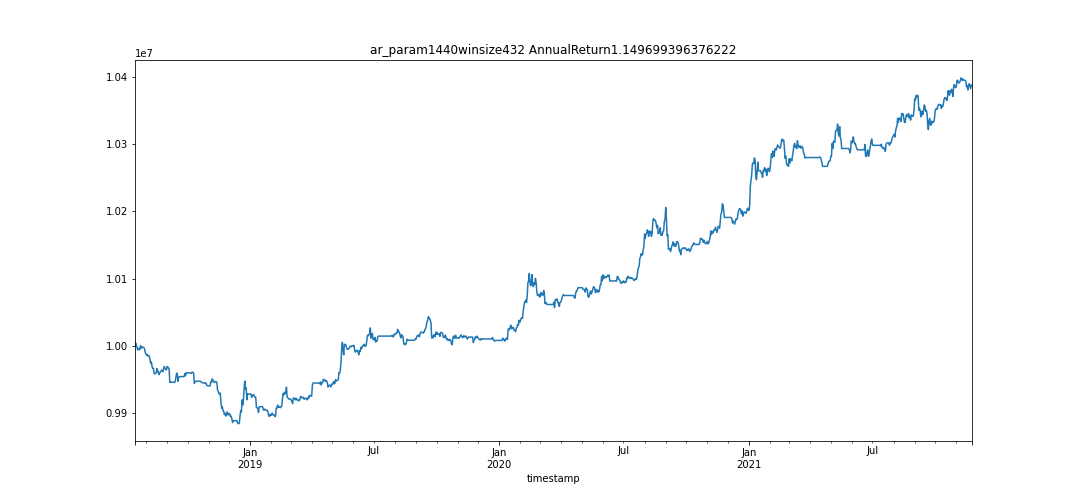 ar_param1440winsize432 AnnualReturn1.149699396376222
1e7
1.04
1.03
1.02
1.01
1.00
0.99
Jan Jul Jan Jul Jan Jul
2019 2020 2021
timestamp